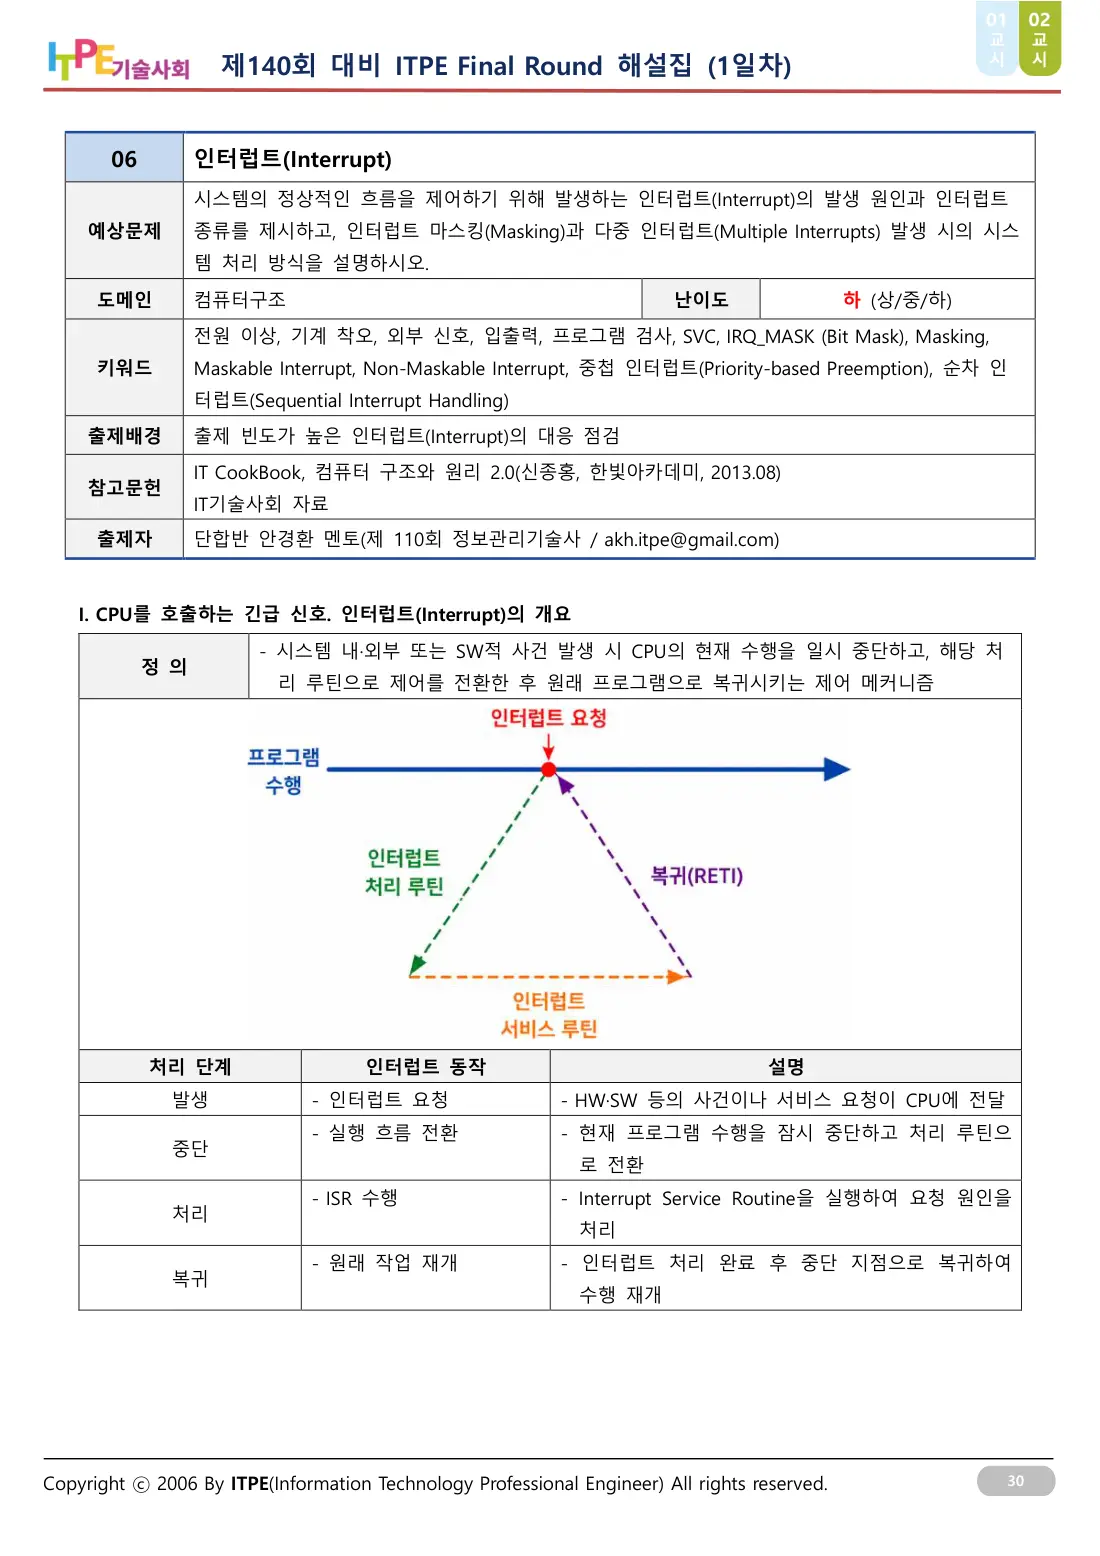 01
교
시
02
교
시
ITPE기술사회 제140회 대비 ITPE Final Round 해설집 (1일차)
06 인터럽트(Interrupt)
예상문제
시스템의 정상적인 흐름을 제어하기 위해 발생하는 인터럽트(Interrupt)의 발생 원인과 인터럽트
종류를 제시하고, 인터럽트 마스킹(Masking)과 다중 인터럽트(Multiple Interrupts) 발생 시의 시스
템 처리 방식을 설명하시오.
도메인 컴퓨터구조 난이도 하 (상/중/하)
키워드
전원 이상, 기계 착오, 외부 신호, 입출력, 프로그램 검사, SVC, IRQ_MASK (Bit Mask), Masking,
Maskable Interrupt, Non-Maskable Interrupt, 중첩 인터럽트(Priority-based Preemption), 순차 인
터럽트(Sequential Interrupt Handling)
출제배경 출제 빈도가 높은 인터럽트(Interrupt)의 대응 점검
참고문헌
IT CookBook, 컴퓨터 구조와 원리 2.0(신종홍, 한빛아카데미, 2013.08)
IT기술사회 자료
출제자 단합반 안경환 멘토(제 110회 정보관리기술사 / akh.itpe@gmail.com)
I. CPU를 호출하는 긴급 신호. 인터럽트(Interrupt)의 개요
정 의
- 시스템 내·외부 또는 SW적 사건 발생 시 CPU의 현재 수행을 일시 중단하고, 해당 처
리 루틴으로 제어를 전환한 후 원래 프로그램으로 복귀시키는 제어 메커니즘
인터럽트 요청
프로그램
수행
인터럽트
처리 루틴
복귀(RETI)
인터럽트
서비스 루틴
처리 단계 인터럽트 동작 설명
발생 - 인터럽트 요청 - HW·SW 등의 사건이나 서비스 요청이 CPU에 전달
중단 - 실행 흐름 전환 - 현재 프로그램 수행을 잠시 중단하고 처리 루틴으
로 전환
처리 - ISR 수행 - Interrupt Service Routine을 실행하여 요청 원인을
처리
복귀 - 원래 작업 재개 - 인터럽트 처리 완료 후 중단 지점으로 복귀하여
수행 재개
Copyright ⓒ 2006 By ITPE(Information Technology Professional Engineer) All rights reserved. 30